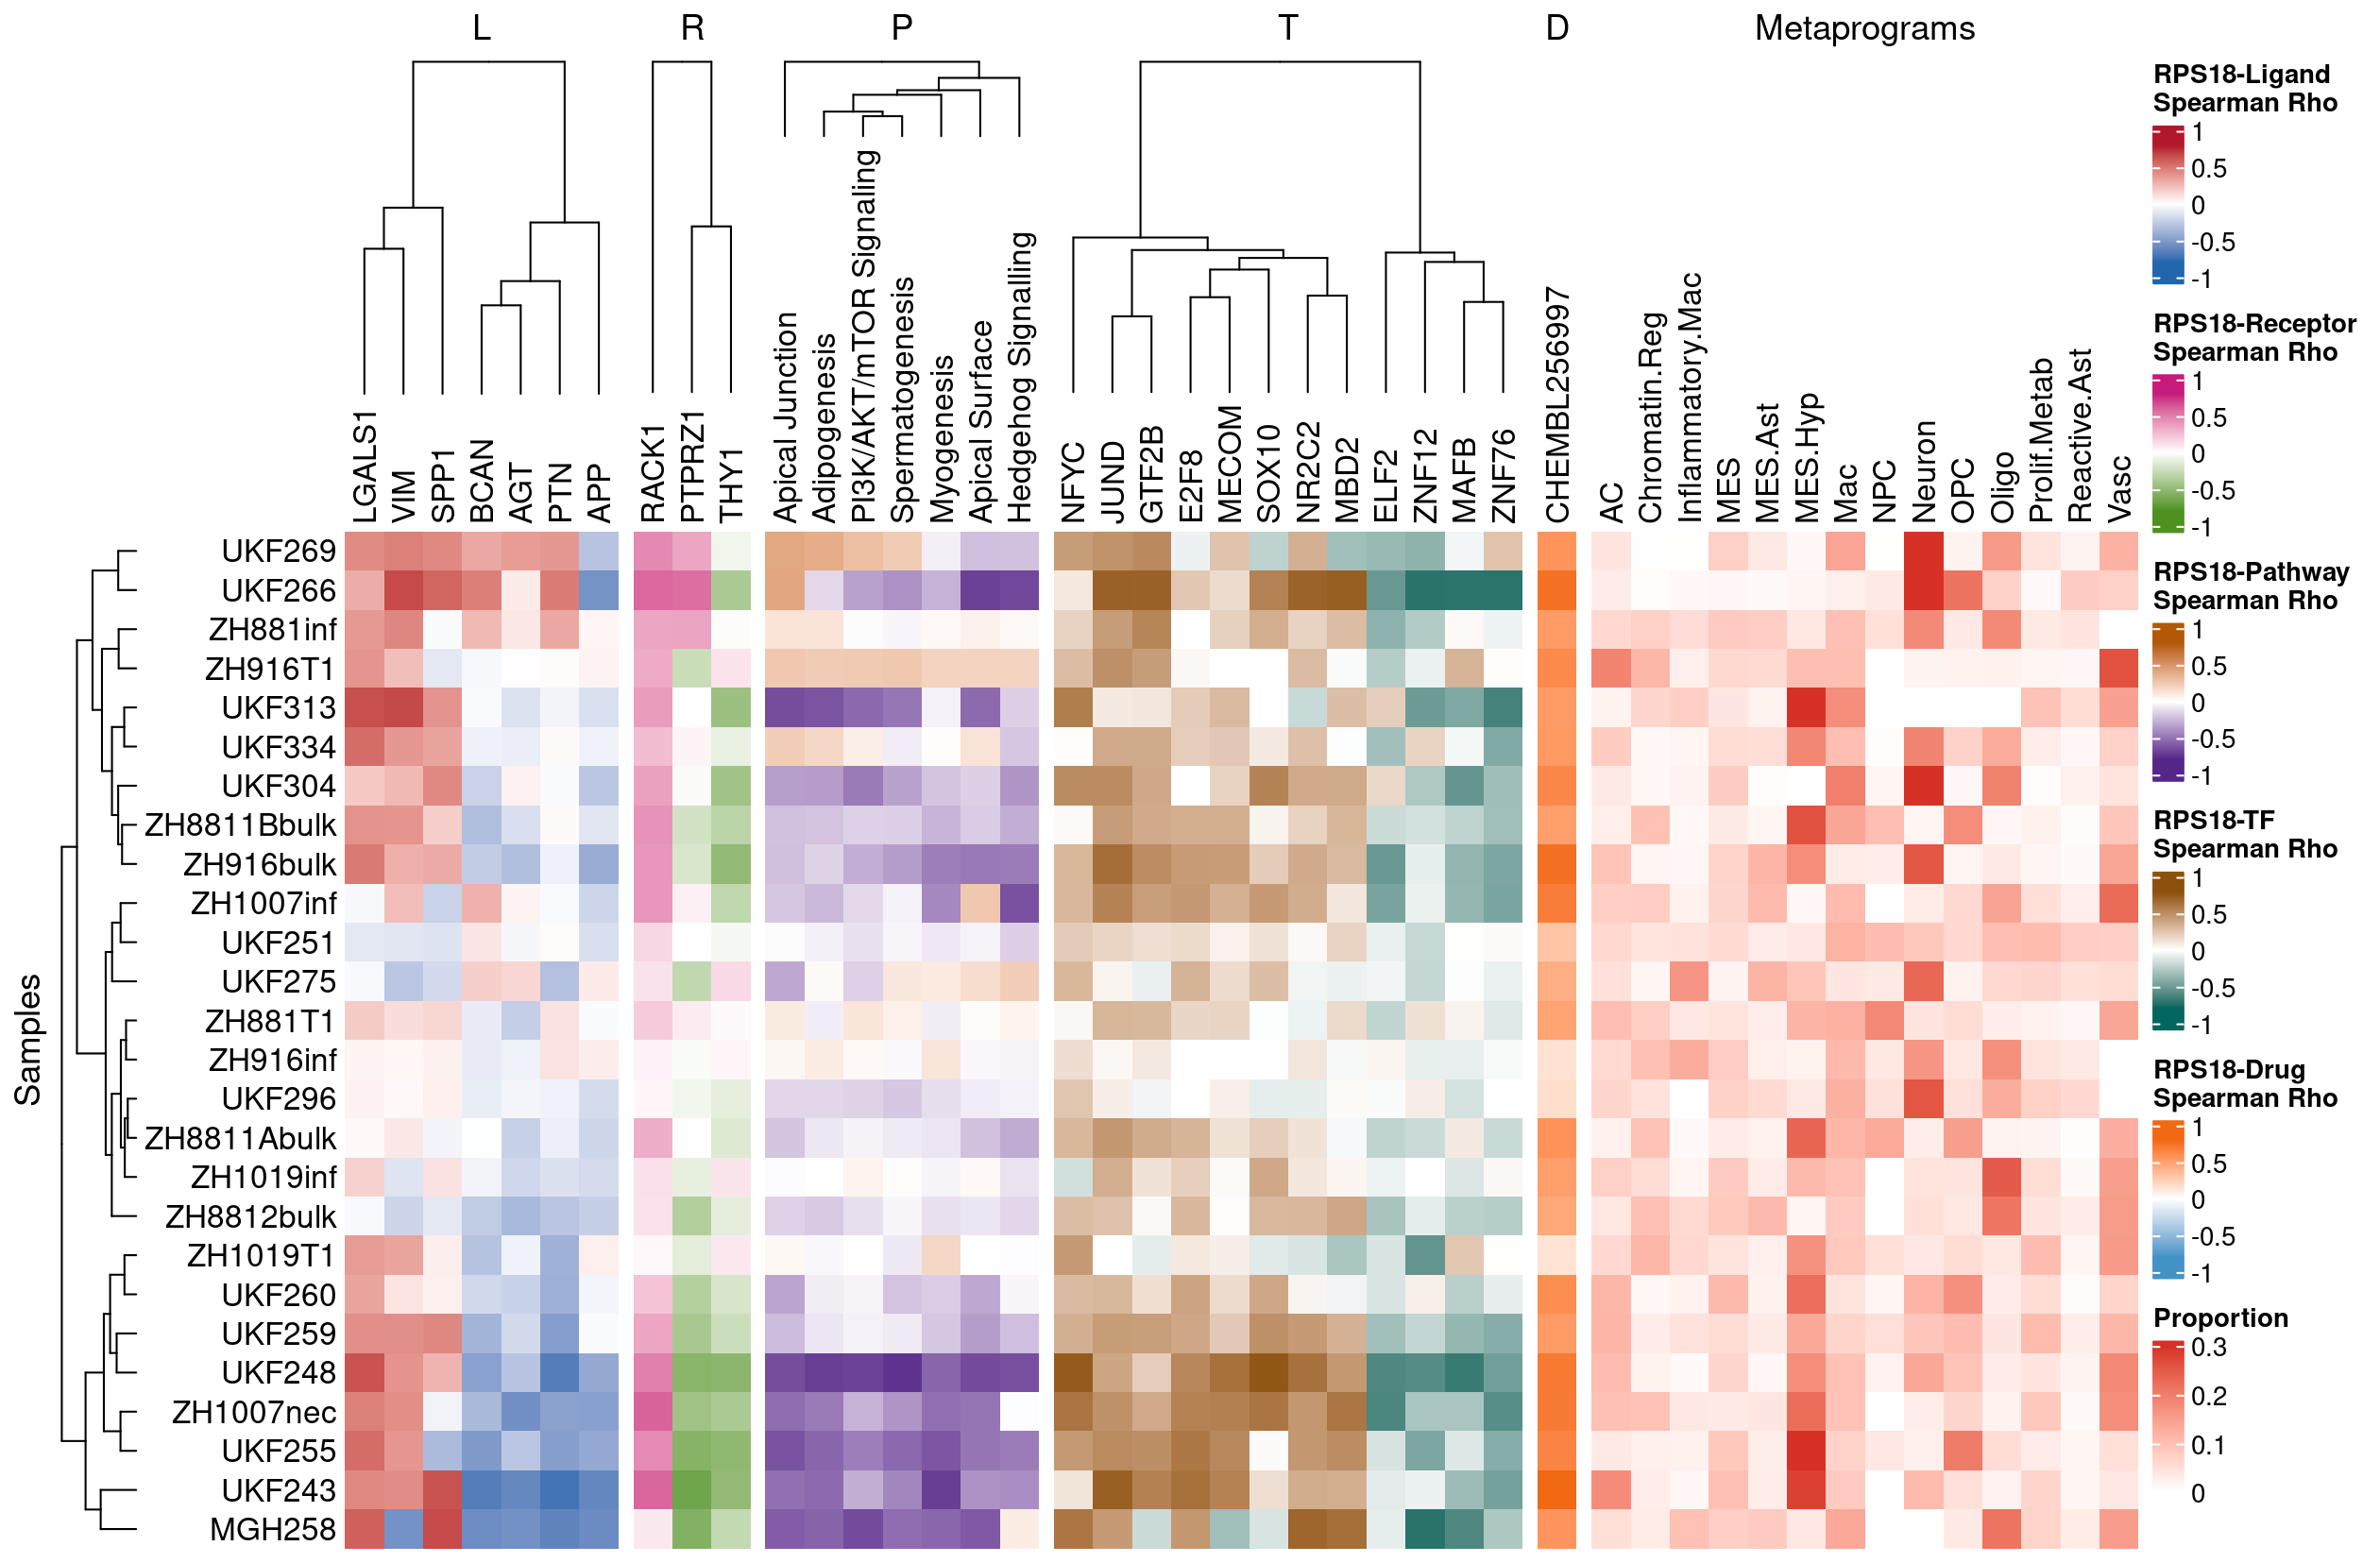 L R P T D Metaprograms
LGALS1
VIM
SPP1
BCAN
AGT
PTN
APP
RACK1
PTPRZ1
THY1
Apical Junction
Adipogenesis
PI3K/AKT/mTOR Signaling
Spermatogenesis
Myogenesis
Apical Surface
Hedgehog Signalling
NFYC
JUND
GTF2B
E2F8
MECOM
SOX10
NR2C2
MBD2
ELF2
ZNF12
MAFB
ZNF76
CHEMBL256997
AC
Chromatin.Reg
Inflammatory.Mac
MES
MES.Ast
MES.Hyp
Mac
NPC
Neuron
OPC
Oligo
Prolif.Metab
Reactive.Ast
Vasc
Samples
UKF269
UKF266
ZH881inf
ZH916T1
UKF313
UKF334
UKF304
ZH8811Bbulk
ZH916bulk
ZH1007inf
UKF251
UKF275
ZH881T1
ZH916inf
UKF296
ZH8811Abulk
ZH1019inf
ZH8812bulk
ZH1019T1
UKF260
UKF259
UKF248
ZH1007nec
UKF255
UKF243
MGH258
RPS18-Ligand
Spearman Rho
1
0.5
0
-0.5
-1
RPS18-Receptor
Spearman Rho
1
0.5
0
-0.5
-1
RPS18-Pathway
Spearman Rho
1
0.5
0
-0.5
-1
RPS18-TF
Spearman Rho
1
0.5
0
-0.5
-1
RPS18-Drug
Spearman Rho
1
0.5
0
-0.5
-1
Proportion
0.3
0.2
0.1
0